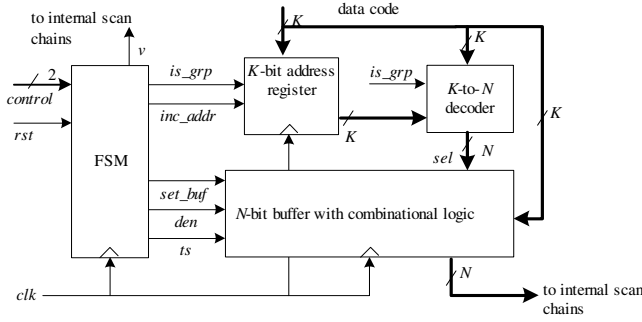 to internal scan
chains
data code
K
K
v
2
is_grp
K-bit address
register
is_grp
K-to-N
decoder
control
inc_addr
K
K
rst
FSM
sel
N
set_buf
N-bit buffer with combinational logic
den
ts
N
clk
to internal scan
chains